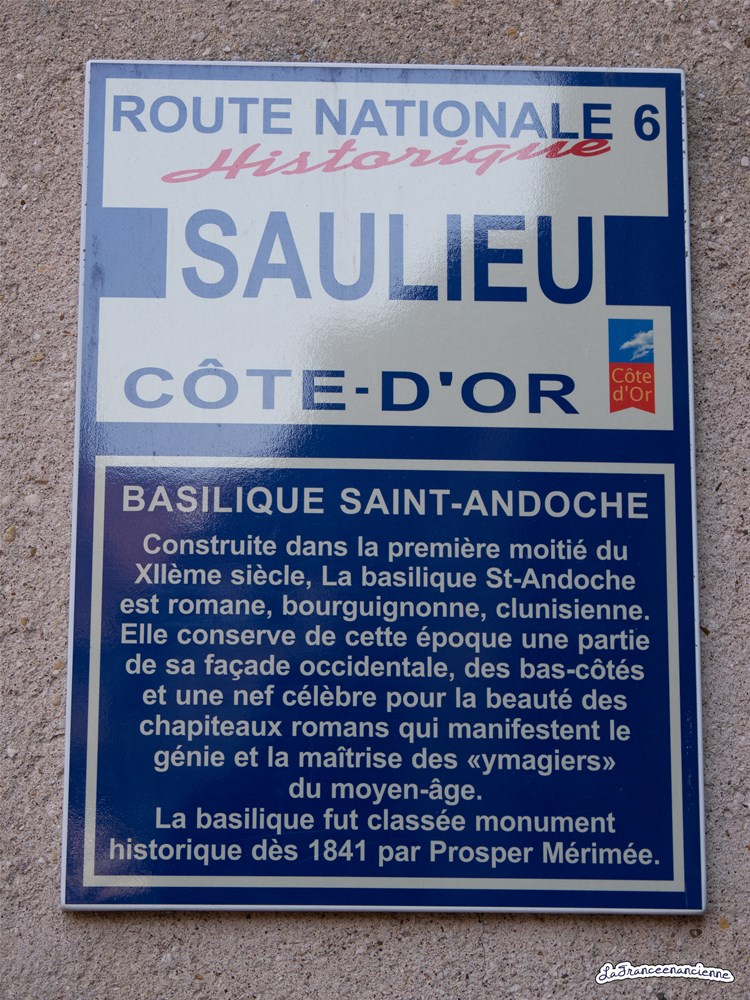 ROUTE NATIONALE 6
Historique
SAULIEU
CÔTE-D'OR
Côte
d'Or
BASILIQUE SAINT-ANDOCHE
Construite dans la première moitié du
XIIème siècle, La basilique St-Andoche
est romane, bourguignonne, clunisienne.
Elle conserve de cette époque une partie
de sa façade occidentale, des bas-côtés
et une nef célèbre pour la beauté des
chapiteaux romans qui manifestent le
génie et la maîtrise des «ymagiers»
du moyen-âge.
La basilique fut classée monument
historique dès 1841 par Prosper Mérimée.
LaFranceenancienne